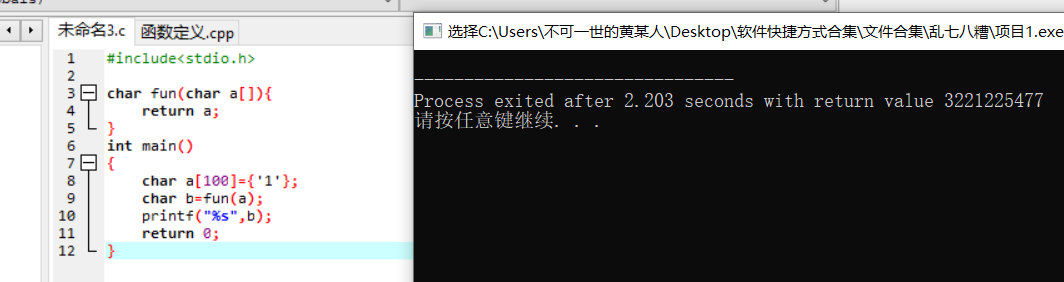 未命名3.c 函数定义.cpp
1 #include<stdio.h>
2
3 char fun(char a[]){
4 return a;
5 }
6 int main()
7 {
8 char a[100]={'1'};
9 char b=fun(a);
10 printf("%s",b);
11 return 0;
12 }
选择C:\Users\不可一世的黄某人\Desktop\软件快捷方式合集\文件合集\乱七八糟\项目1.exe
--------------------------------
Process exited after 2.203 seconds with return value 3221225477
请按任意键继续. . .